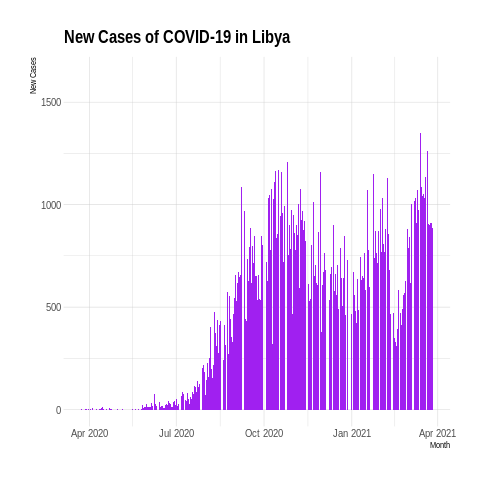 New Cases of COVID-19 in Libya
New Cases
1500
1000
500
0
Apr 2020
Jul 2020
Oct 2020
Jan 2021
Apr 2021
Month